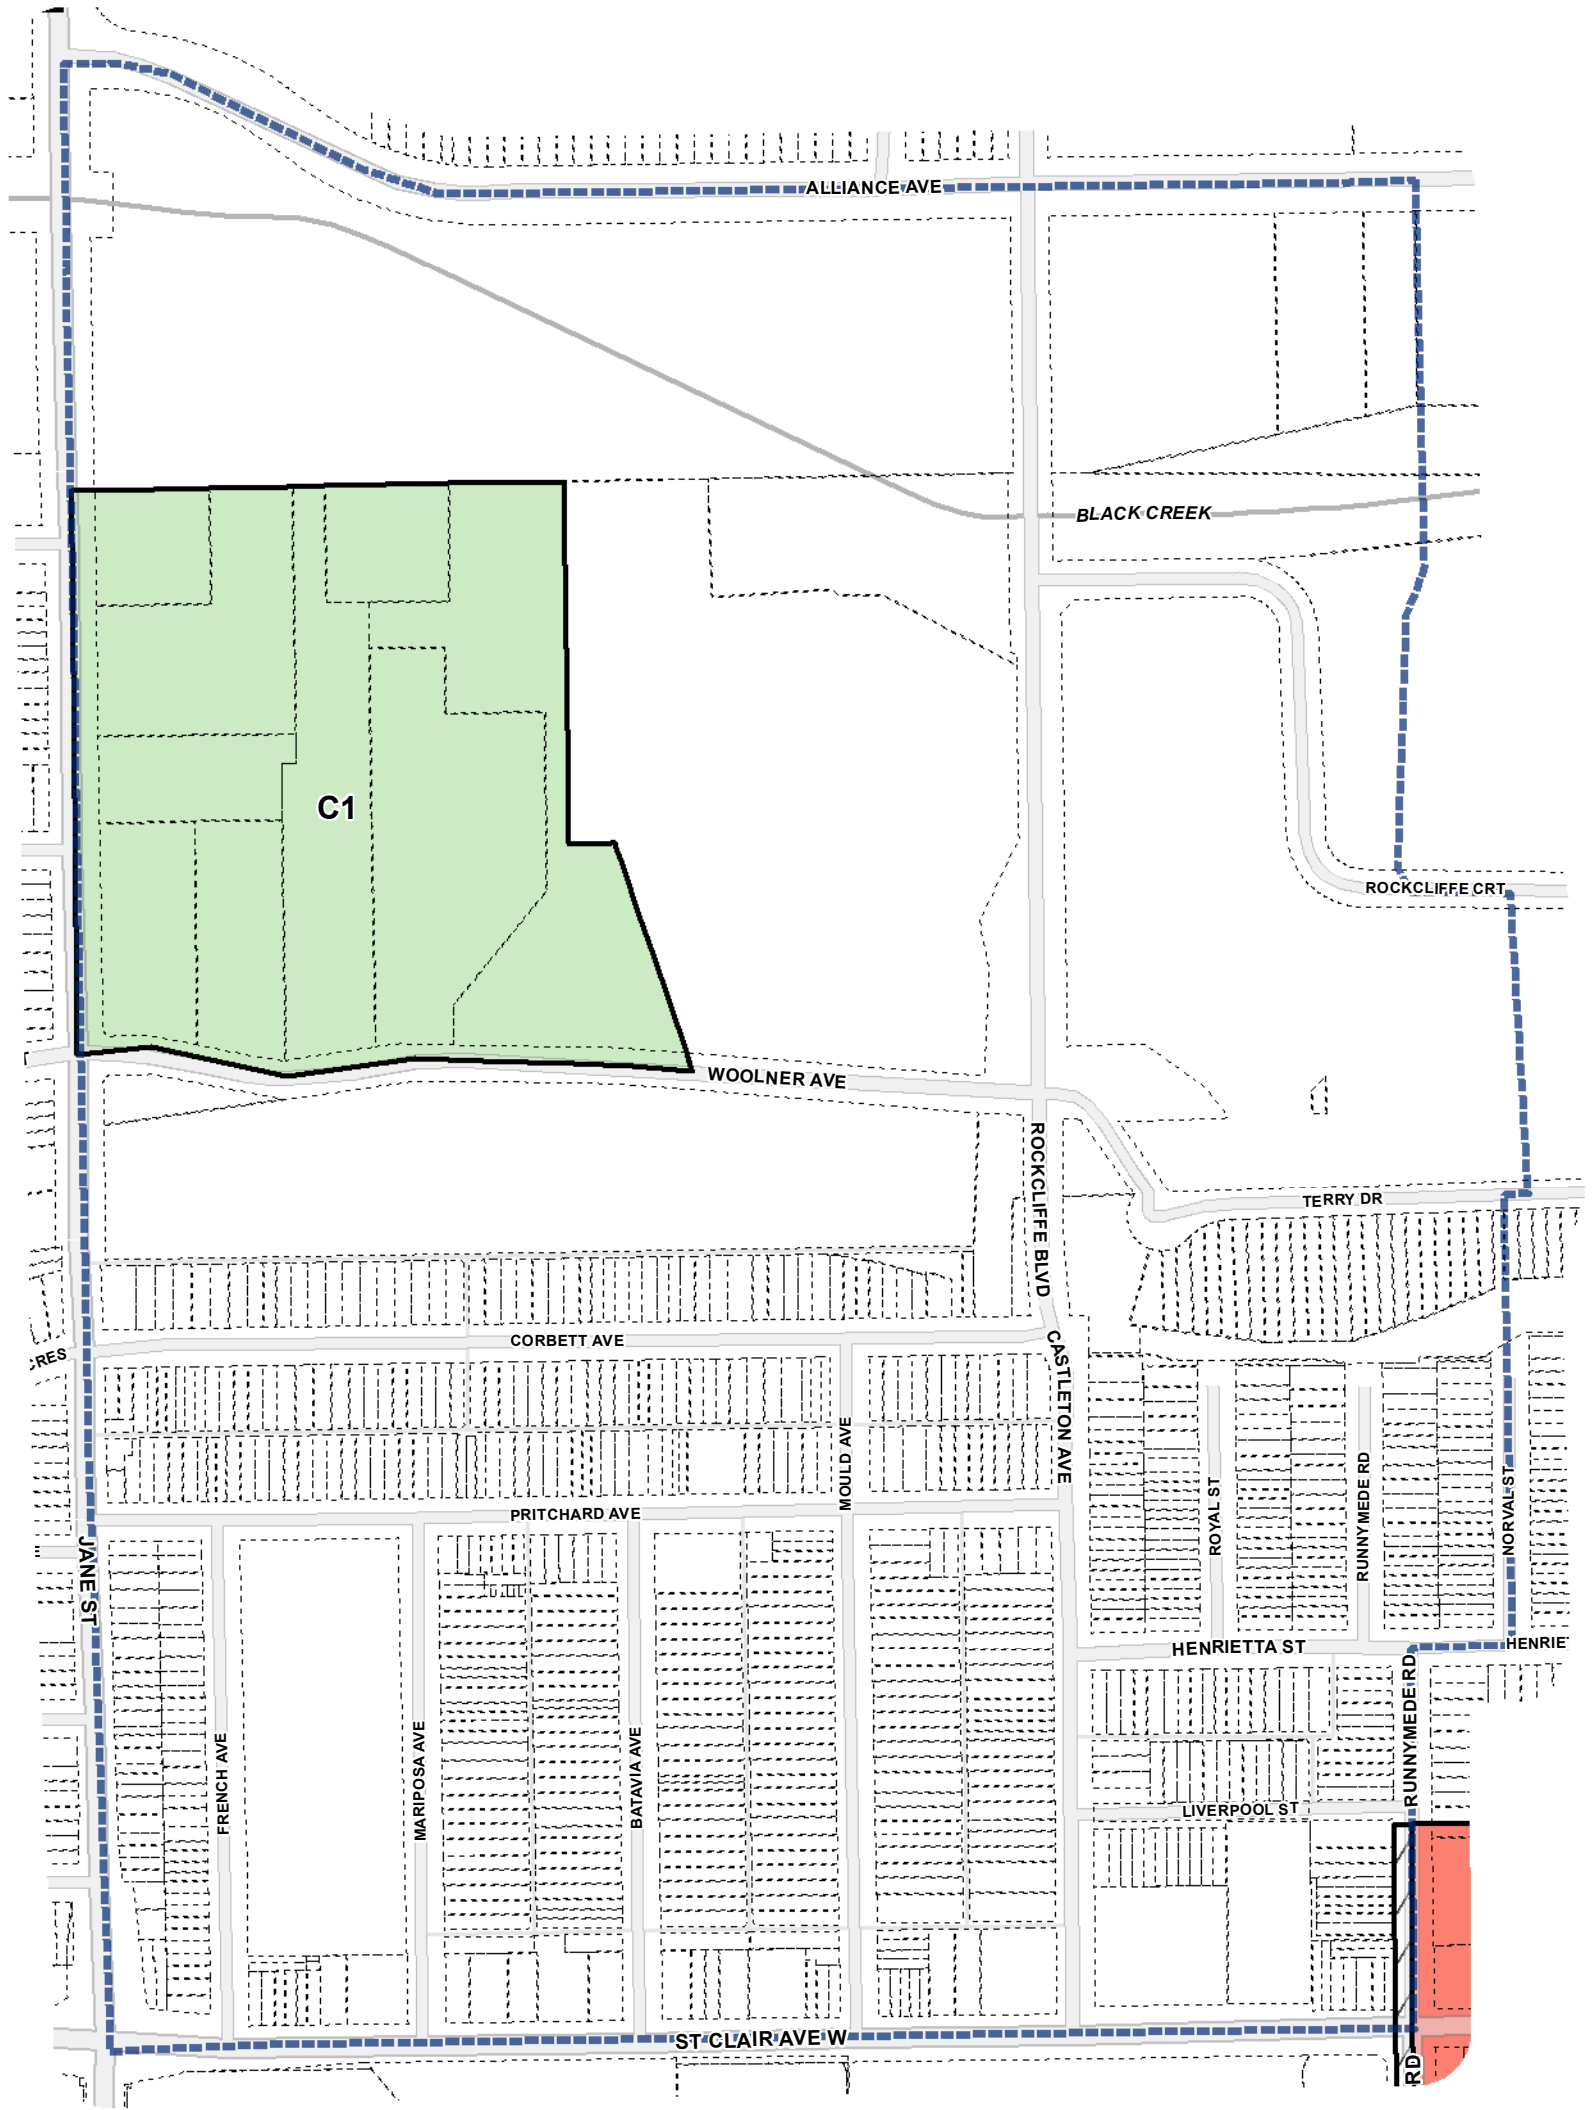 ALLIANCE AVE
BLACK CREEK
C1
ROCKCLIFFE CRT
WOOLNER AVE
ROCKCLIFFE BLVD
TERRY DR
CORBETT AVE
CRES
CASTLETON AVE
MOULD AVE
PRITCHARD AVE
ROYAL ST
RUNNYMEDE RD
NORVAL ST
JANE ST
HENRIETTA ST
HENRIE
RUNNYMEDE RD
FRENCH AVE
MARIPOSA AVE
BATAVIA AVE
LIVERPOOL ST
ST CLAIR AVE W
RD